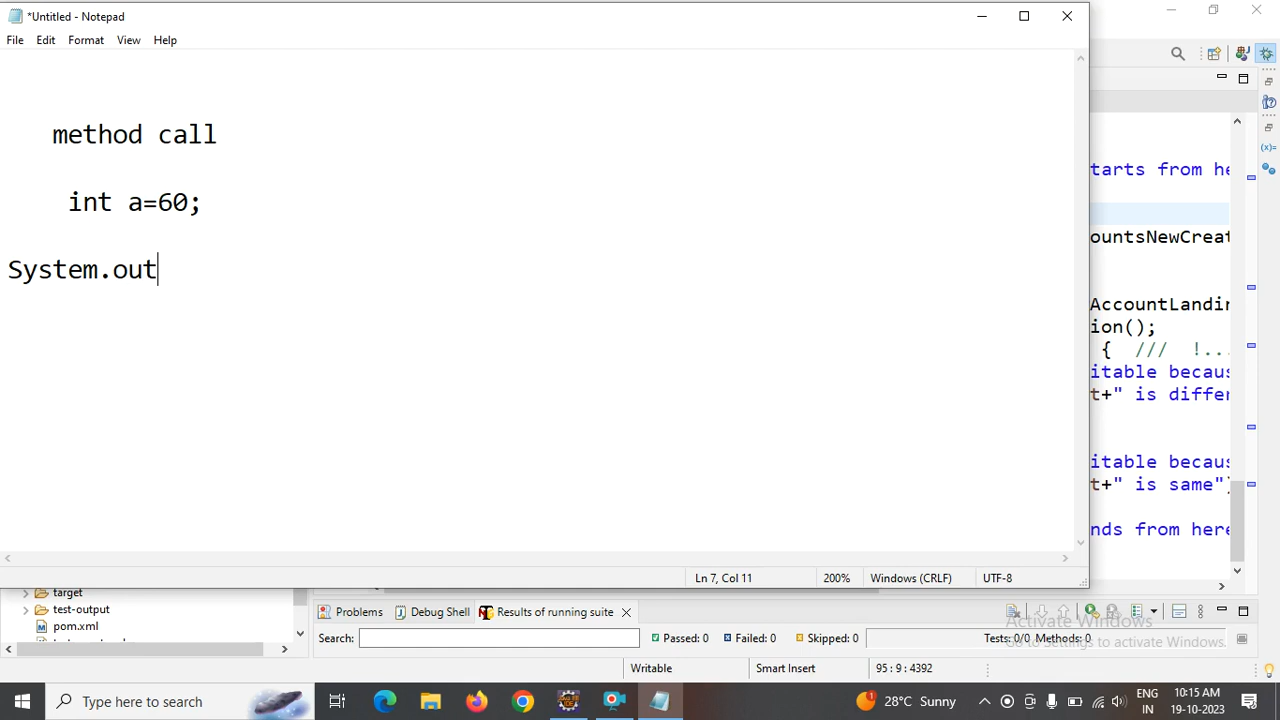 *Untitled - Notepad
File Edit Format View Help
method call
int a=60;
System.out
Ln 7, Col 11 200% Windows (CRLF) UTF-8
tarts from he
ountsNewCreat
AccountLandin
ion();
{ /// !...
itable becaus
t+" is differ
itable becaus
t+" is same")
nds from here
target
test-output
pom.xml
Problems Debug Shell Results of running suite
Search: Passed: 0 Failed: 0 Skipped: 0 Tests: 0/0 Methods: 0
Activate Windows
Go to Settings to activate Windows.
Writable Smart Insert 95 : 9 : 4392
Type here to search 28°C Sunny ENG IN 10:15 AM 19-10-2023